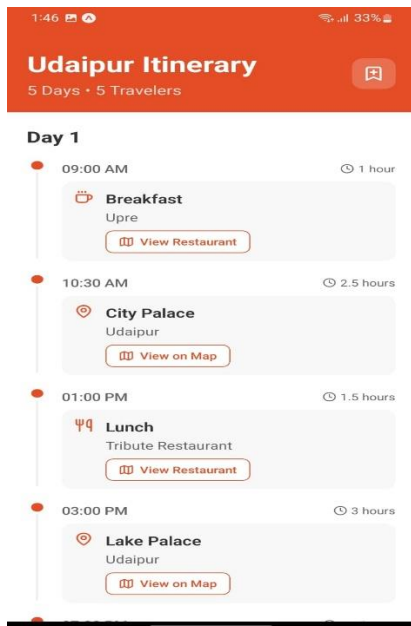 1:46 33%
Udaipur Itinerary
5 Days • 5 Travelers
Day 1
09:00 AM 1 hour
Breakfast
Upre
View Restaurant
10:30 AM 2.5 hours
City Palace
Udaipur
View on Map
01:00 PM 1.5 hours
Lunch
Tribute Restaurant
View Restaurant
03:00 PM 3 hours
Lake Palace
Udaipur
View on Map